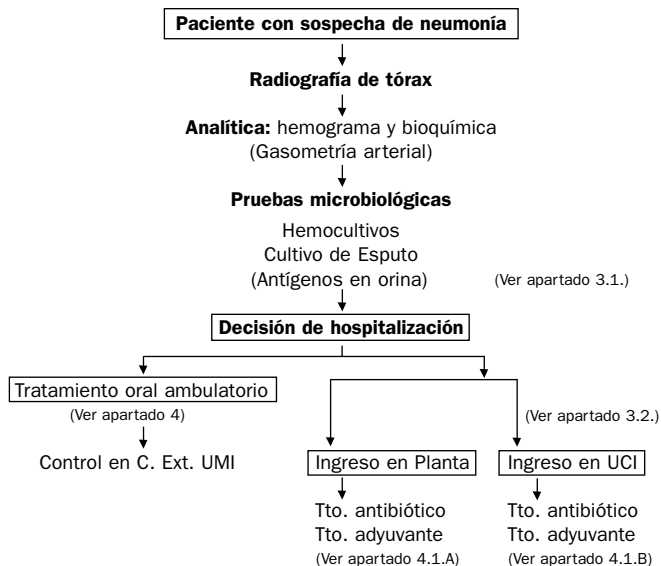 Paciente con sospecha de neumonía
Radiografía de tórax
Analítica: hemograma y bioquímica
(Gasometría arterial)
Pruebas microbiológicas
Hemocultivos
Cultivo de Esputo
(Antígenos en orina)
(Ver apartado 3.1.)
Decisión de hospitalización
Tratamiento oral ambulatorio
(Ver apartado 4)
Control en C. Ext. UMI
(Ver apartado 3.2.)
Ingreso en Planta
Tto. antibiótico
Tto. adyuvante
(Ver apartado 4.1.A)
Ingreso en UCI
Tto. antibiótico
Tto. adyuvante
(Ver apartado 4.1.B)